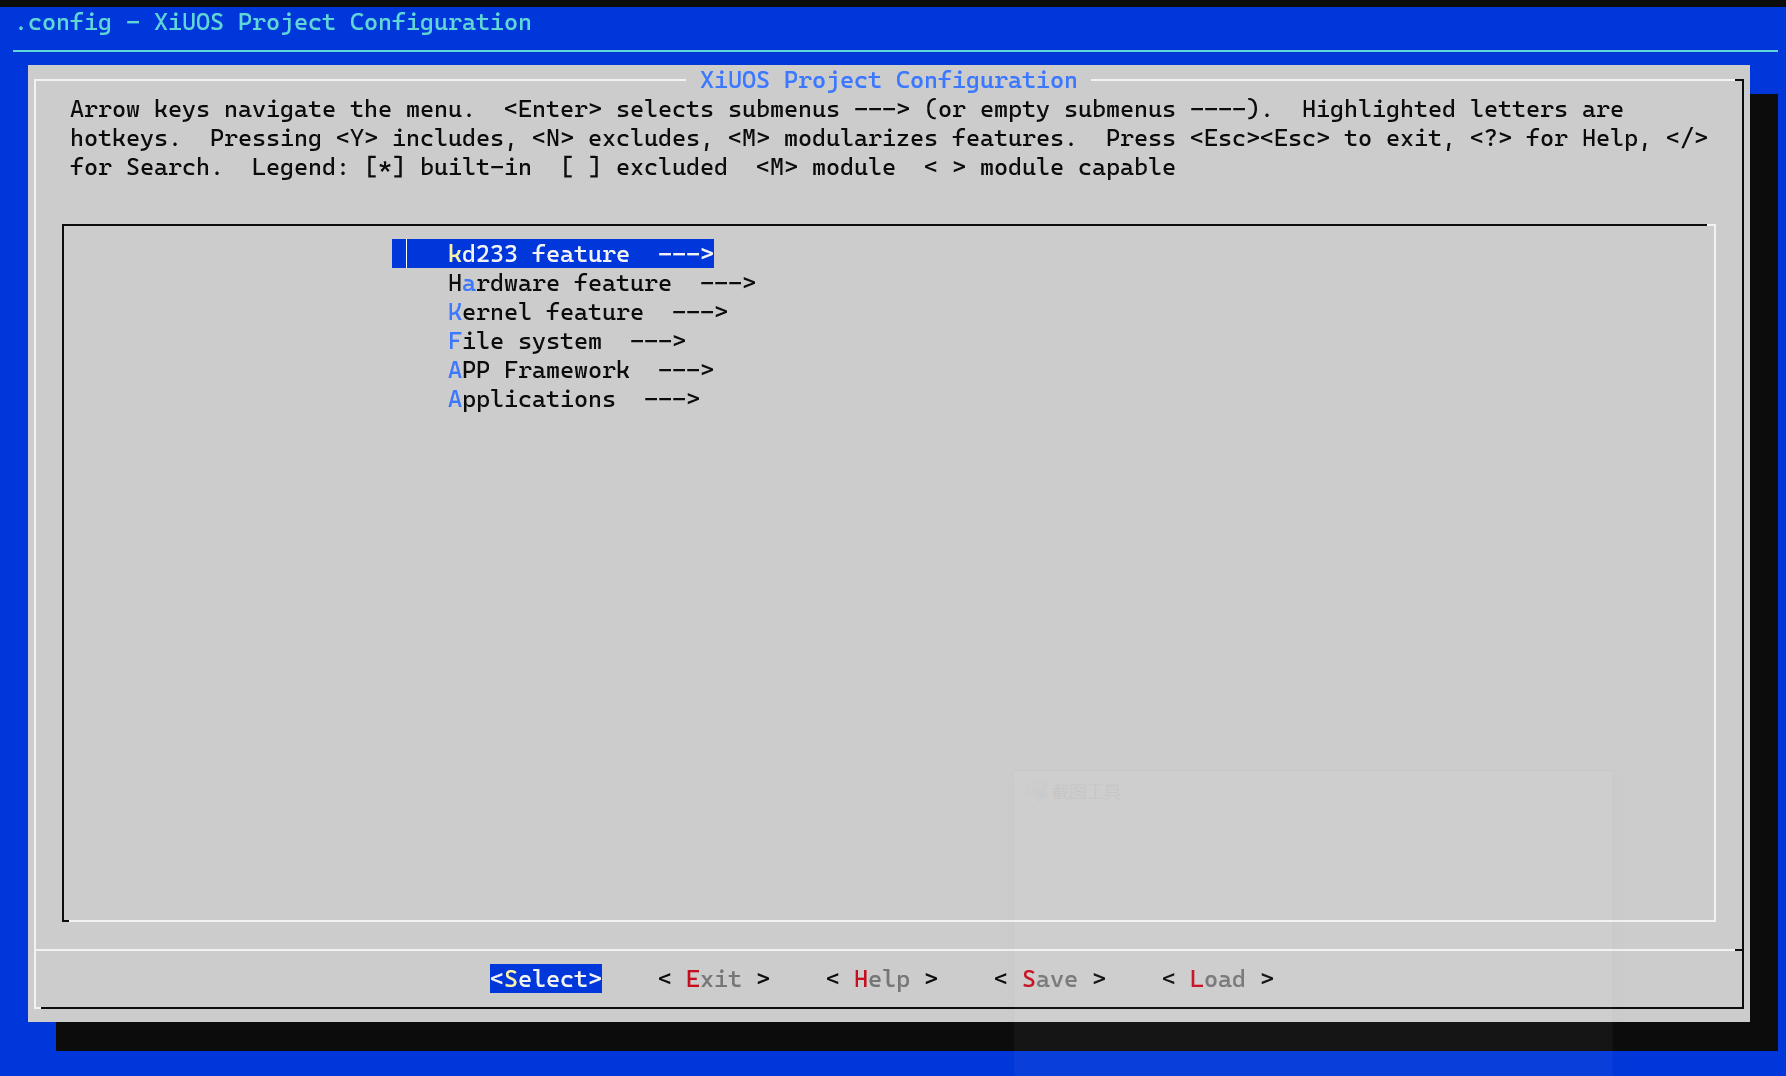 .config - XiUOS Project Configuration
XiUOS Project Configuration
Arrow keys navigate the menu.  <Enter> selects submenus ---> (or empty submenus ----).  Highlighted letters are
hotkeys.  Pressing <Y> includes, <N> excludes, <M> modularizes features.  Press <Esc><Esc> to exit, <?> for Help, </>
for Search.  Legend: [*] built-in  [ ] excluded  <M> module  < > module capable
kd233 feature  --->
Hardware feature  --->
Kernel feature  --->
File system  --->
APP Framework  --->
Applications  --->
截图工具
<Select>    < Exit >    < Help >    < Save >    < Load >